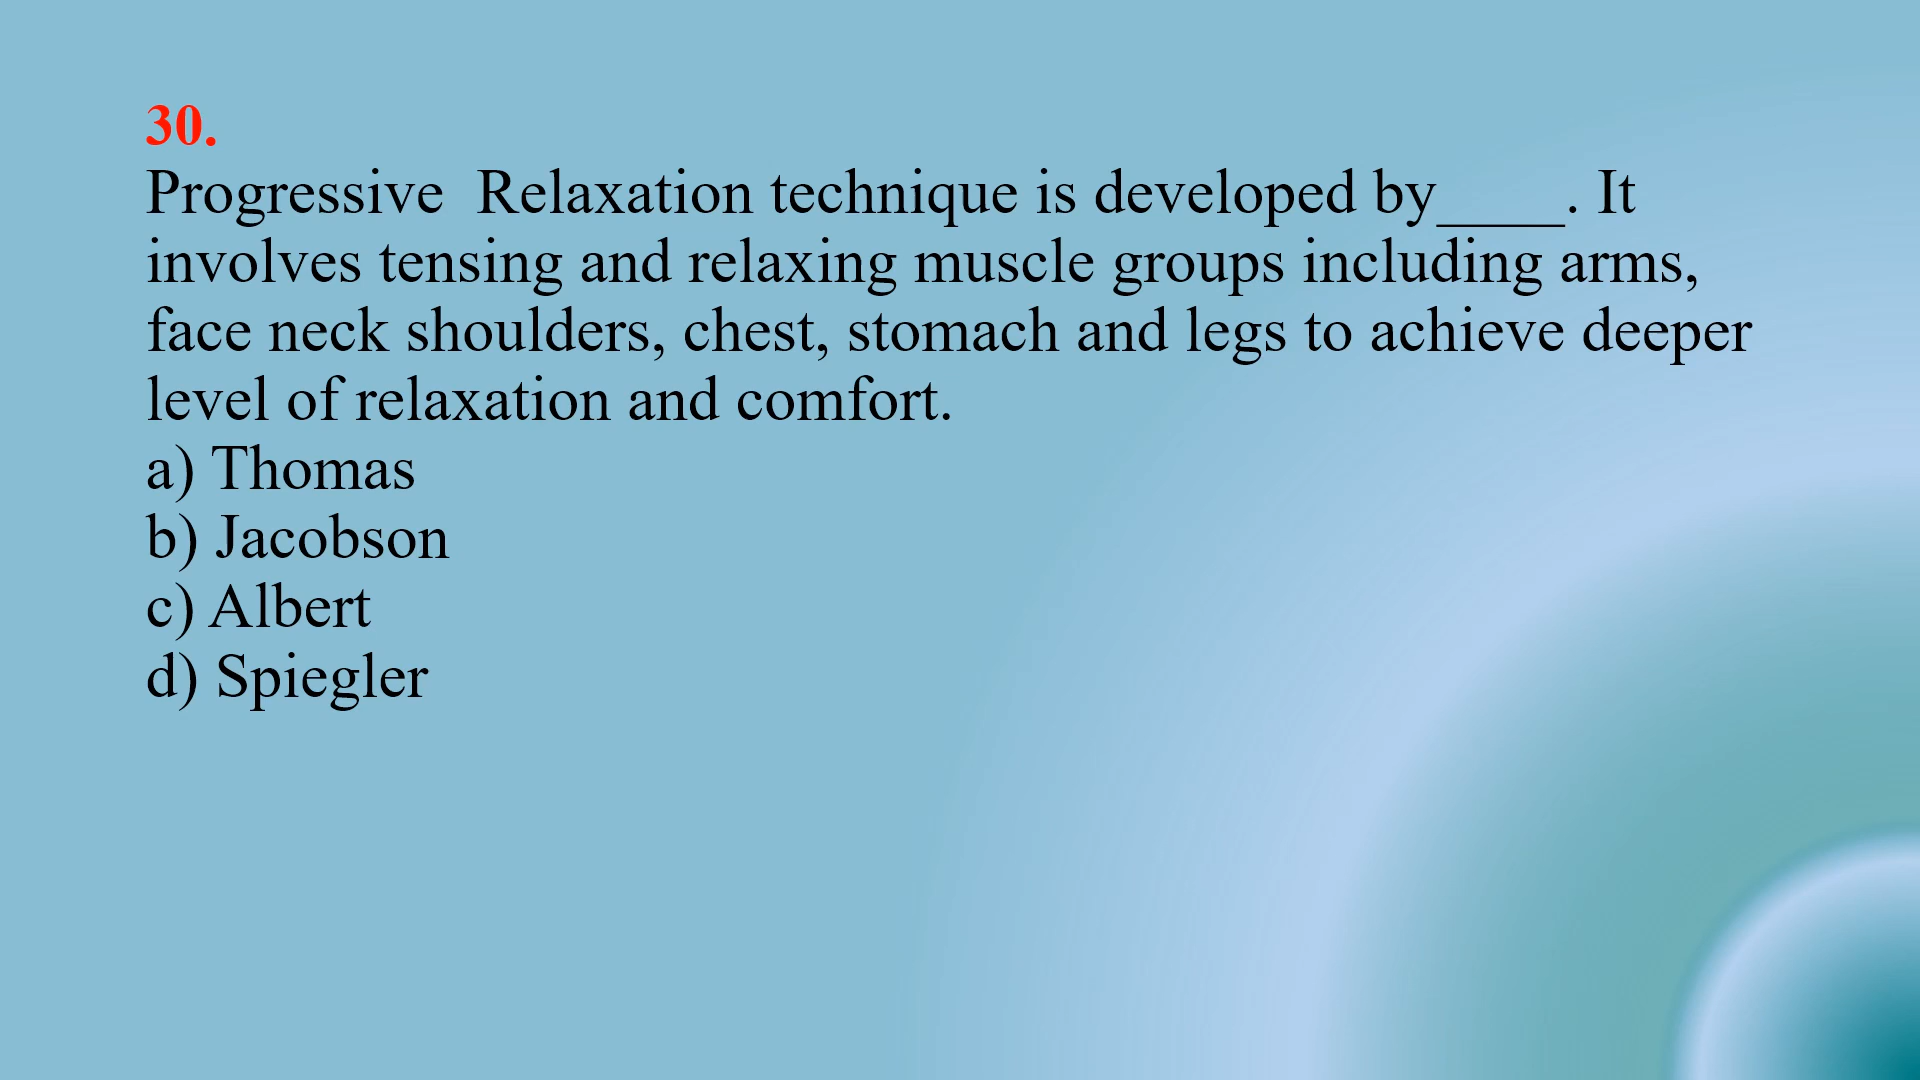 30.
Progressive  Relaxation technique is developed by____. It
involves tensing and relaxing muscle groups including arms,
face neck shoulders, chest, stomach and legs to achieve deeper
level of relaxation and comfort.
a) Thomas
b) Jacobson
c) Albert
d) Spiegler